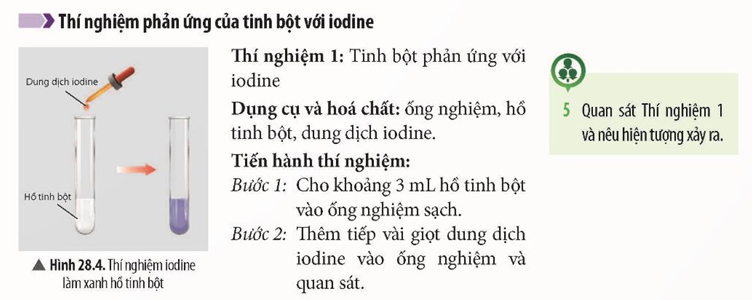 Thí nghiệm phản ứng của tinh bột với iodine
Dung dịch iodine
Hồ tinh bột
▲ Hình 28.4. Thí nghiệm iodine
làm xanh hồ tinh bột
Thí nghiệm 1: Tinh bột phản ứng với
iodine
Dụng cụ và hoá chất: ống nghiệm, hồ
tinh bột, dung dịch iodine.
Tiến hành thí nghiệm:
Bước 1: Cho khoảng 3 mL hồ tinh bột
vào ống nghiệm sạch.
Bước 2: Thêm tiếp vài giọt dung dịch
iodine vào ống nghiệm và
quan sát.
5 Quan sát Thí nghiệm 1
và nêu hiện tượng xảy ra.